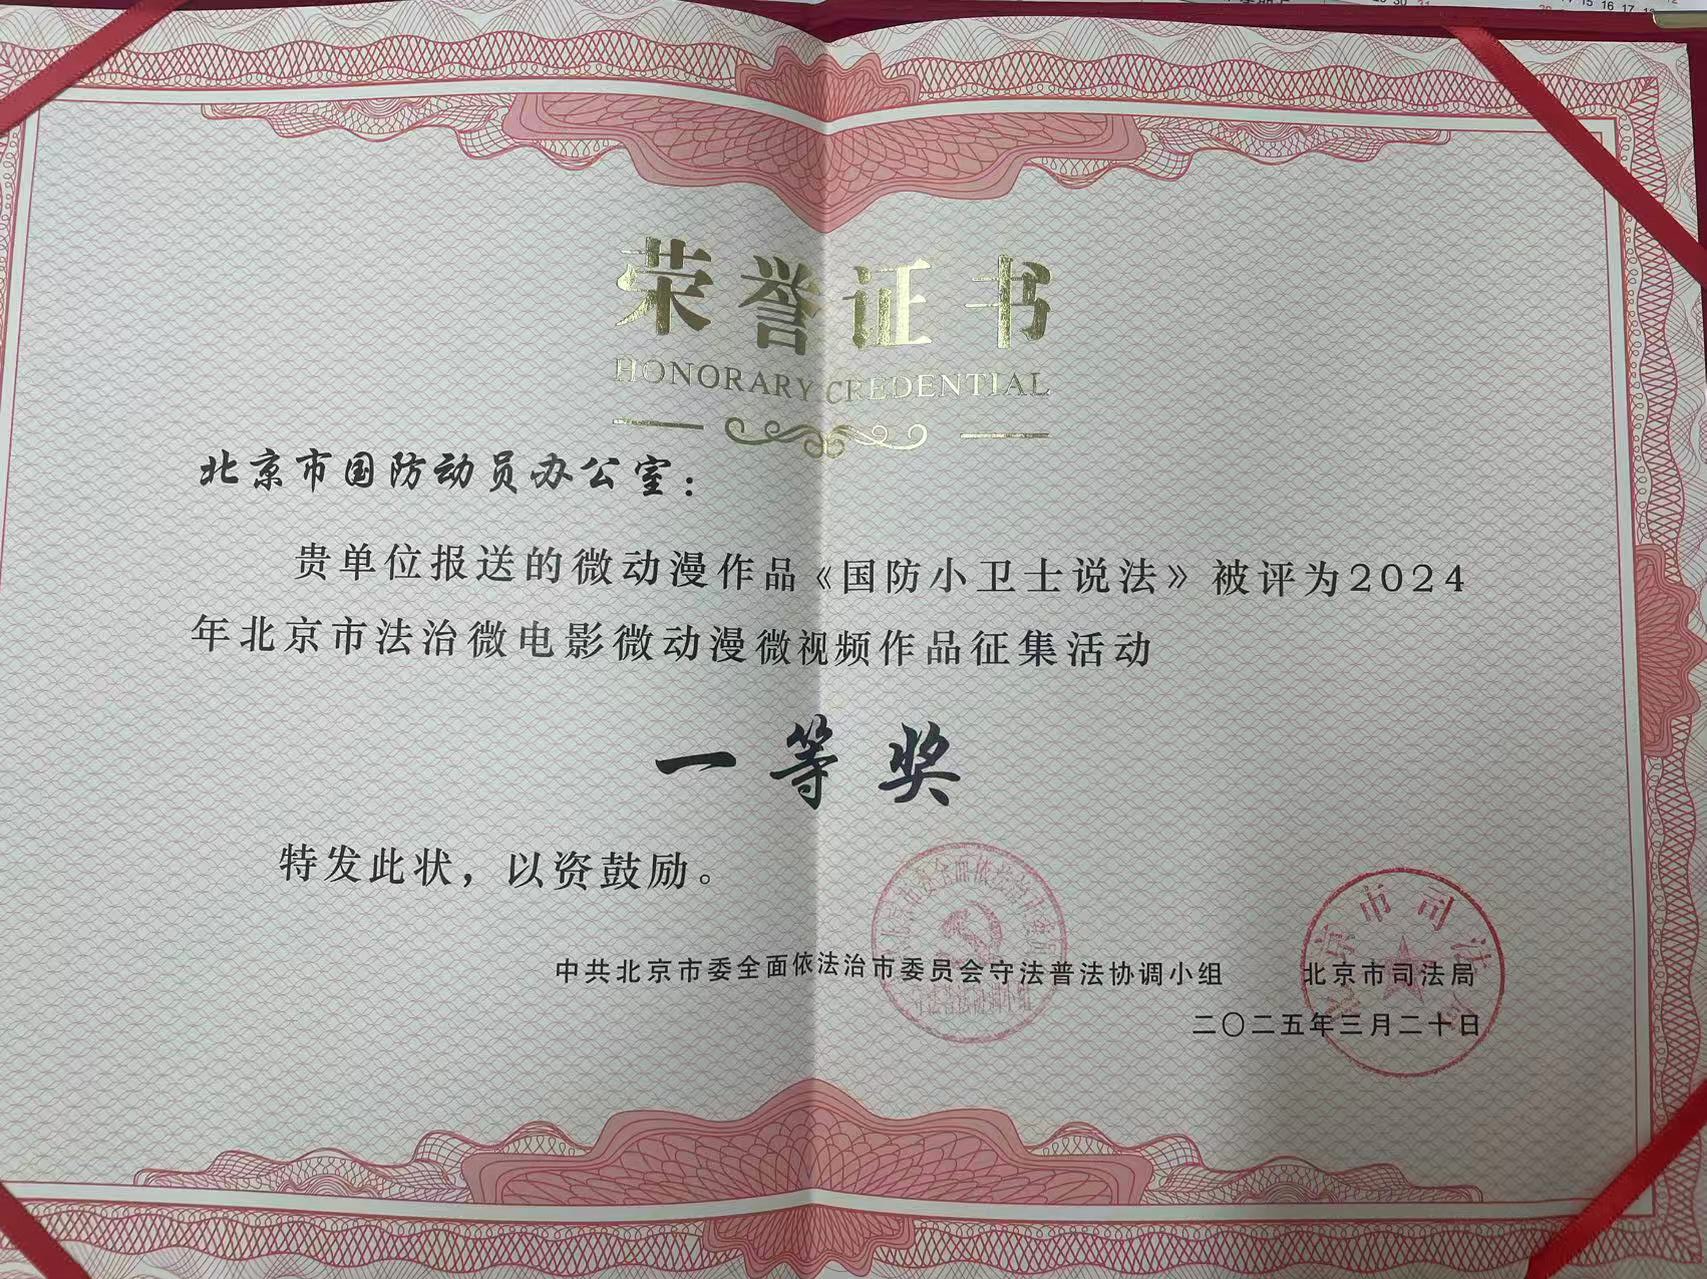 荣誉证书
HONORARY CREDENTIAL
北京市国防动员办公室：
贵单位报送的微动漫作品《国防小卫士说法》被评为2024
年北京市法治微电影微动漫微视频作品征集活动
一等奖
特发此状，以资鼓励。
中共北京市委全面依法治市委员会守法普法协调小组 北京市司法局
二〇二五年三月二十日